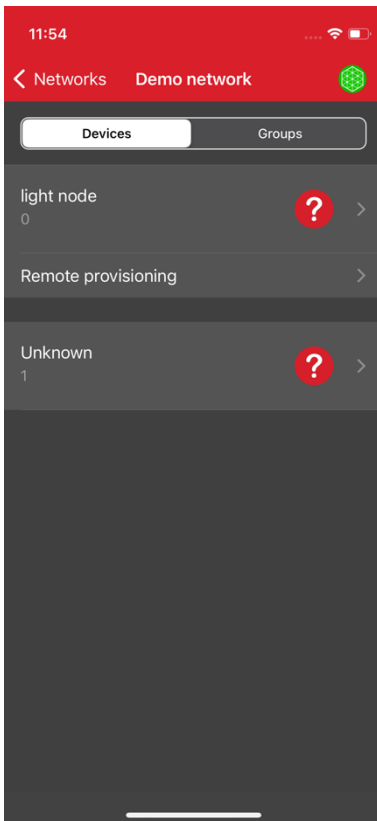 11:54
Networks
Demo network
Devices
Groups
light node
?
0
Remote provisioning
Unknown
?
1